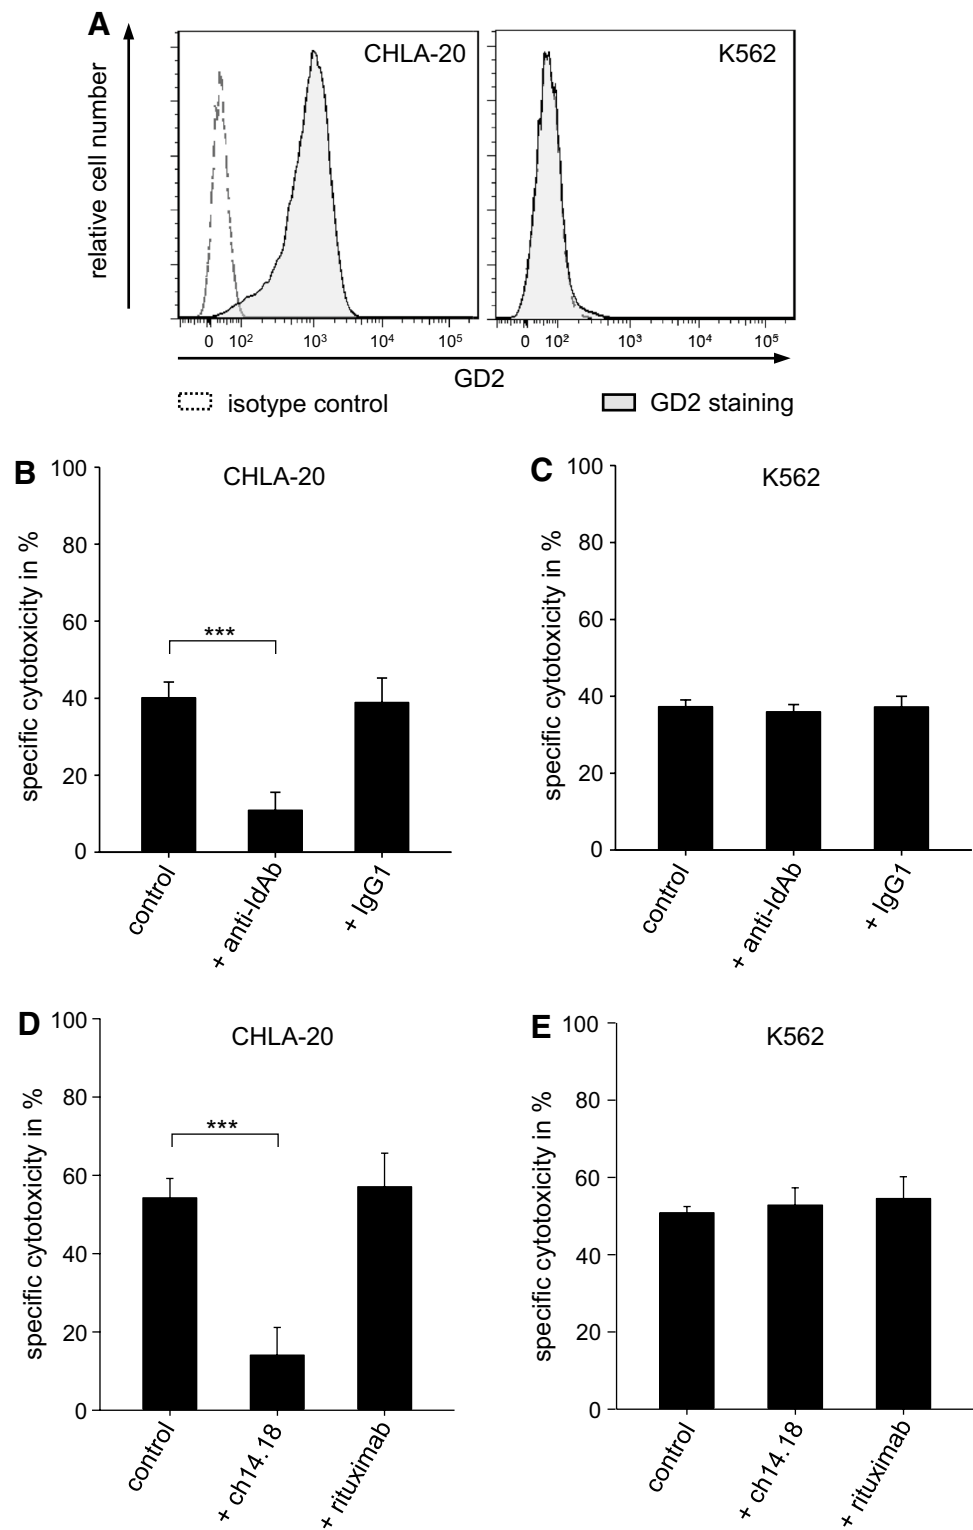 A
relative cell number
CHLA-20
K562
0 10² 10³ 10⁴ 10⁵
0 10² 10³ 10⁴ 10⁵
GD2
isotype control
GD2 staining
B
CHLA-20
specific cytotoxicity in %
100
80
60
40
20
0
***
control
+ anti-IdAb
+ IgG1
C
K562
specific cytotoxicity in %
100
80
60
40
20
0
control
+ anti-IdAb
+ IgG1
D
CHLA-20
specific cytotoxicity in %
100
80
60
40
20
0
***
control
+ ch14.18
+ rituximab
E
K562
specific cytotoxicity in %
100
80
60
40
20
0
control
+ ch14.18
+ rituximab